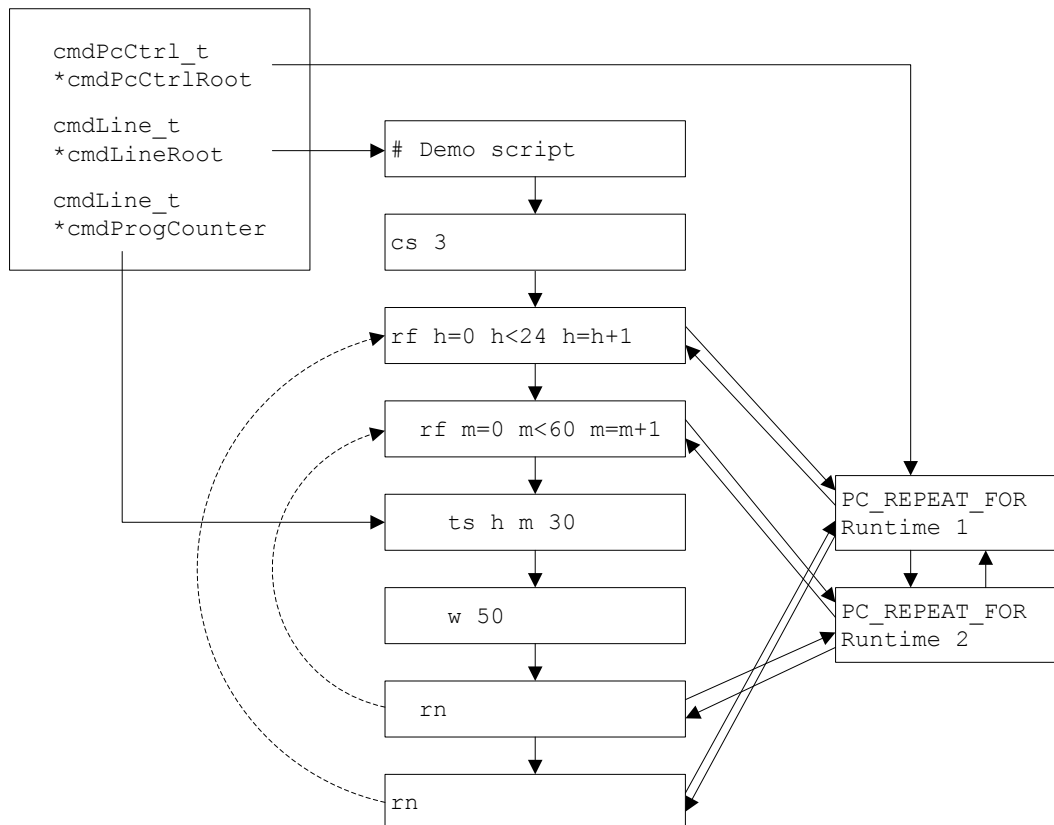 cmdPcCtrl_t
*cmdPcCtrlRoot
cmdLine_t
*cmdLineRoot
cmdLine_t
*cmdProgCounter
# Demo script
cs 3
rf h=0 h<24 h=h+1
rf m=0 m<60 m=m+1
ts h m 30
w 50
rn
rn
PC_REPEAT_FOR
Runtime 1
PC_REPEAT_FOR
Runtime 2